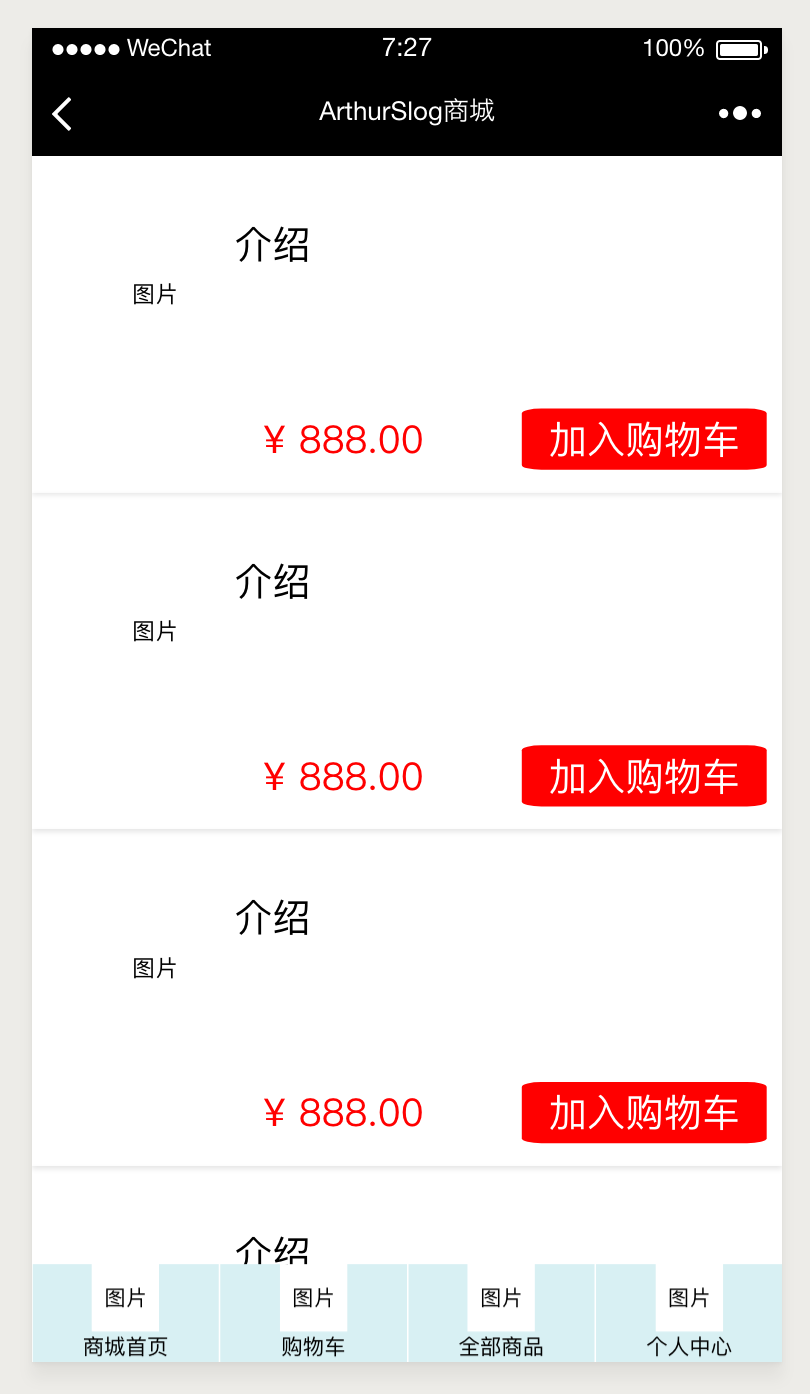 ●●●●● WeChat 7:27 100%
ArthurSlog商城
介绍
图片
¥ 888.00 加入购物车
介绍
图片
¥ 888.00 加入购物车
介绍
图片
¥ 888.00 加入购物车
介绍
图片 图片 图片 图片
商城首页 购物车 全部商品 个人中心